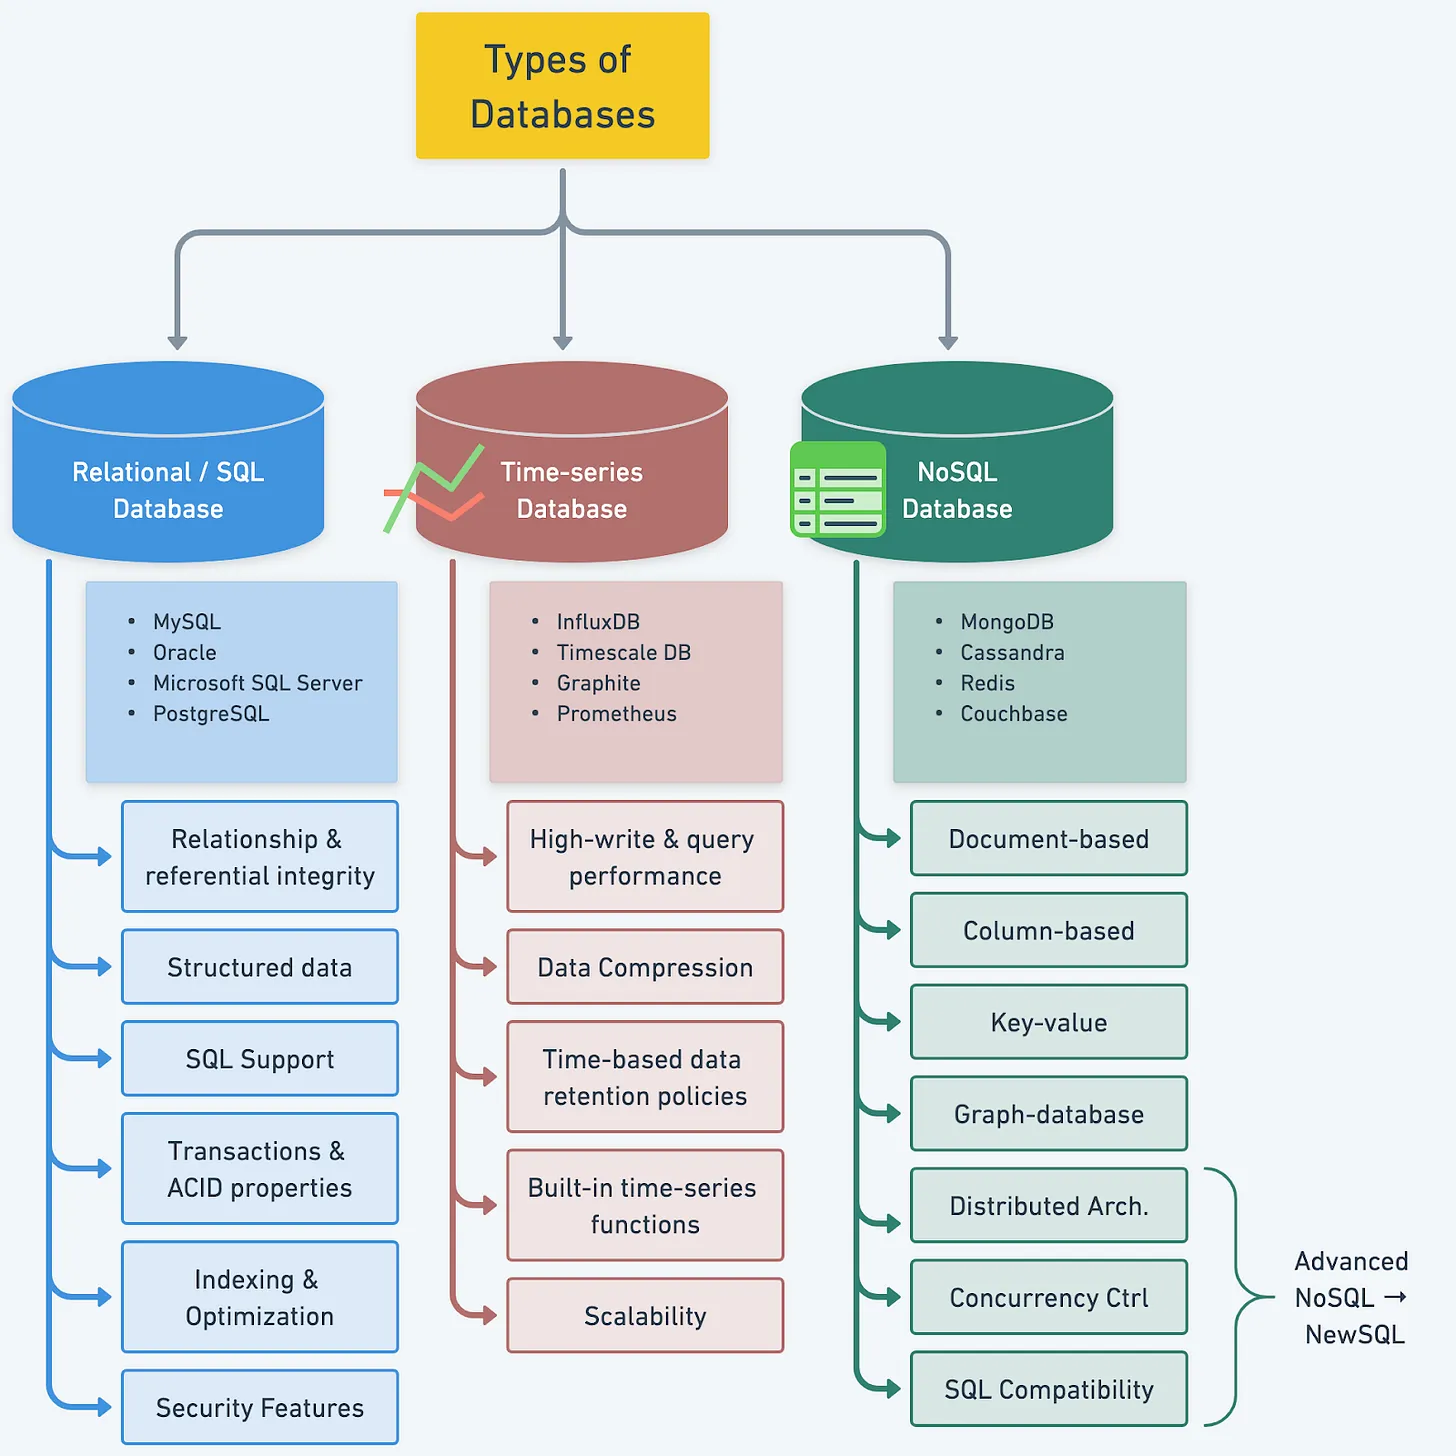 Types of
Databases
Relational / SQL
Database
• MySQL
• Oracle
• Microsoft SQL Server
• PostgreSQL
Relationship &
referential integrity
Structured data
SQL Support
Transactions &
ACID properties
Indexing &
Optimization
Security Features
Time-series
Database
• InfluxDB
• Timescale DB
• Graphite
• Prometheus
High-write & query
performance
Data Compression
Time-based data
retention policies
Built-in time-series
functions
Scalability
NoSQL
Database
• MongoDB
• Cassandra
• Redis
• Couchbase
Document-based
Column-based
Key-value
Graph-database
Distributed Arch.
Concurrency Ctrl
SQL Compatibility
Advanced
NoSQL →
NewSQL